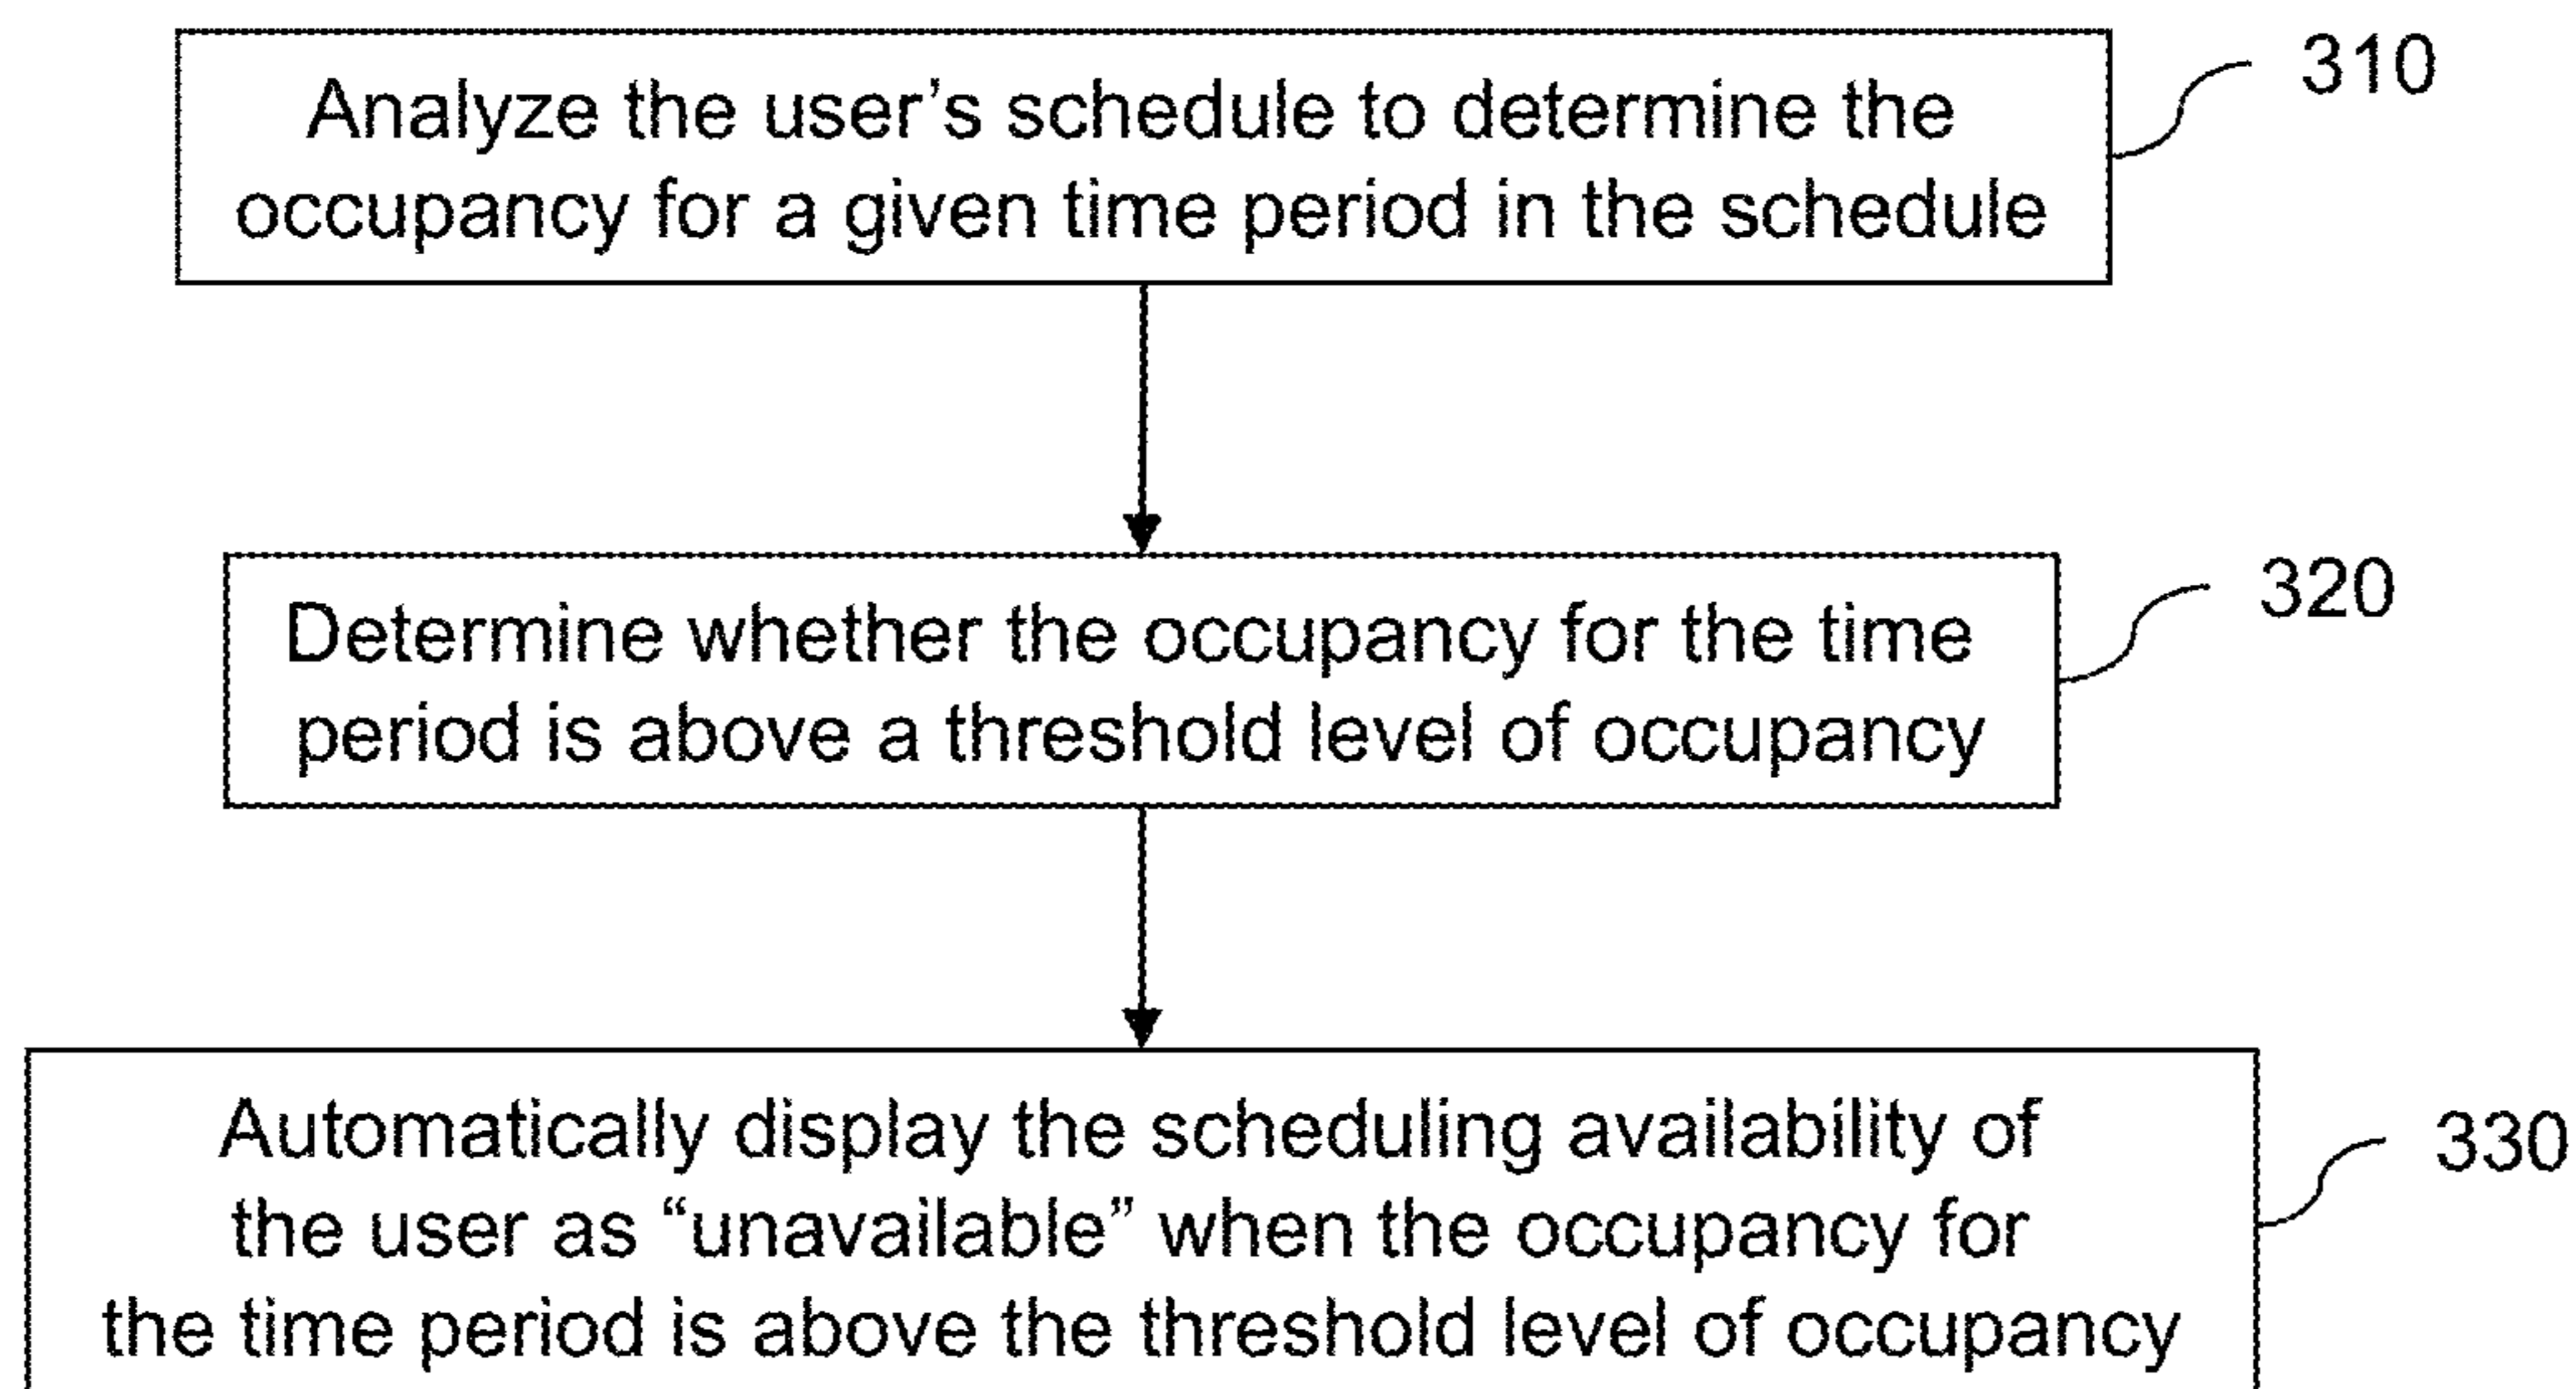 Analyze the user’s schedule to determine the
occupancy for a given time period in the schedule
310
Determine whether the occupancy for the time
period is above a threshold level of occupancy
320
Automatically display the scheduling availability of
the user as “unavailable” when the occupancy for
the time period is above the threshold level of occupancy
330